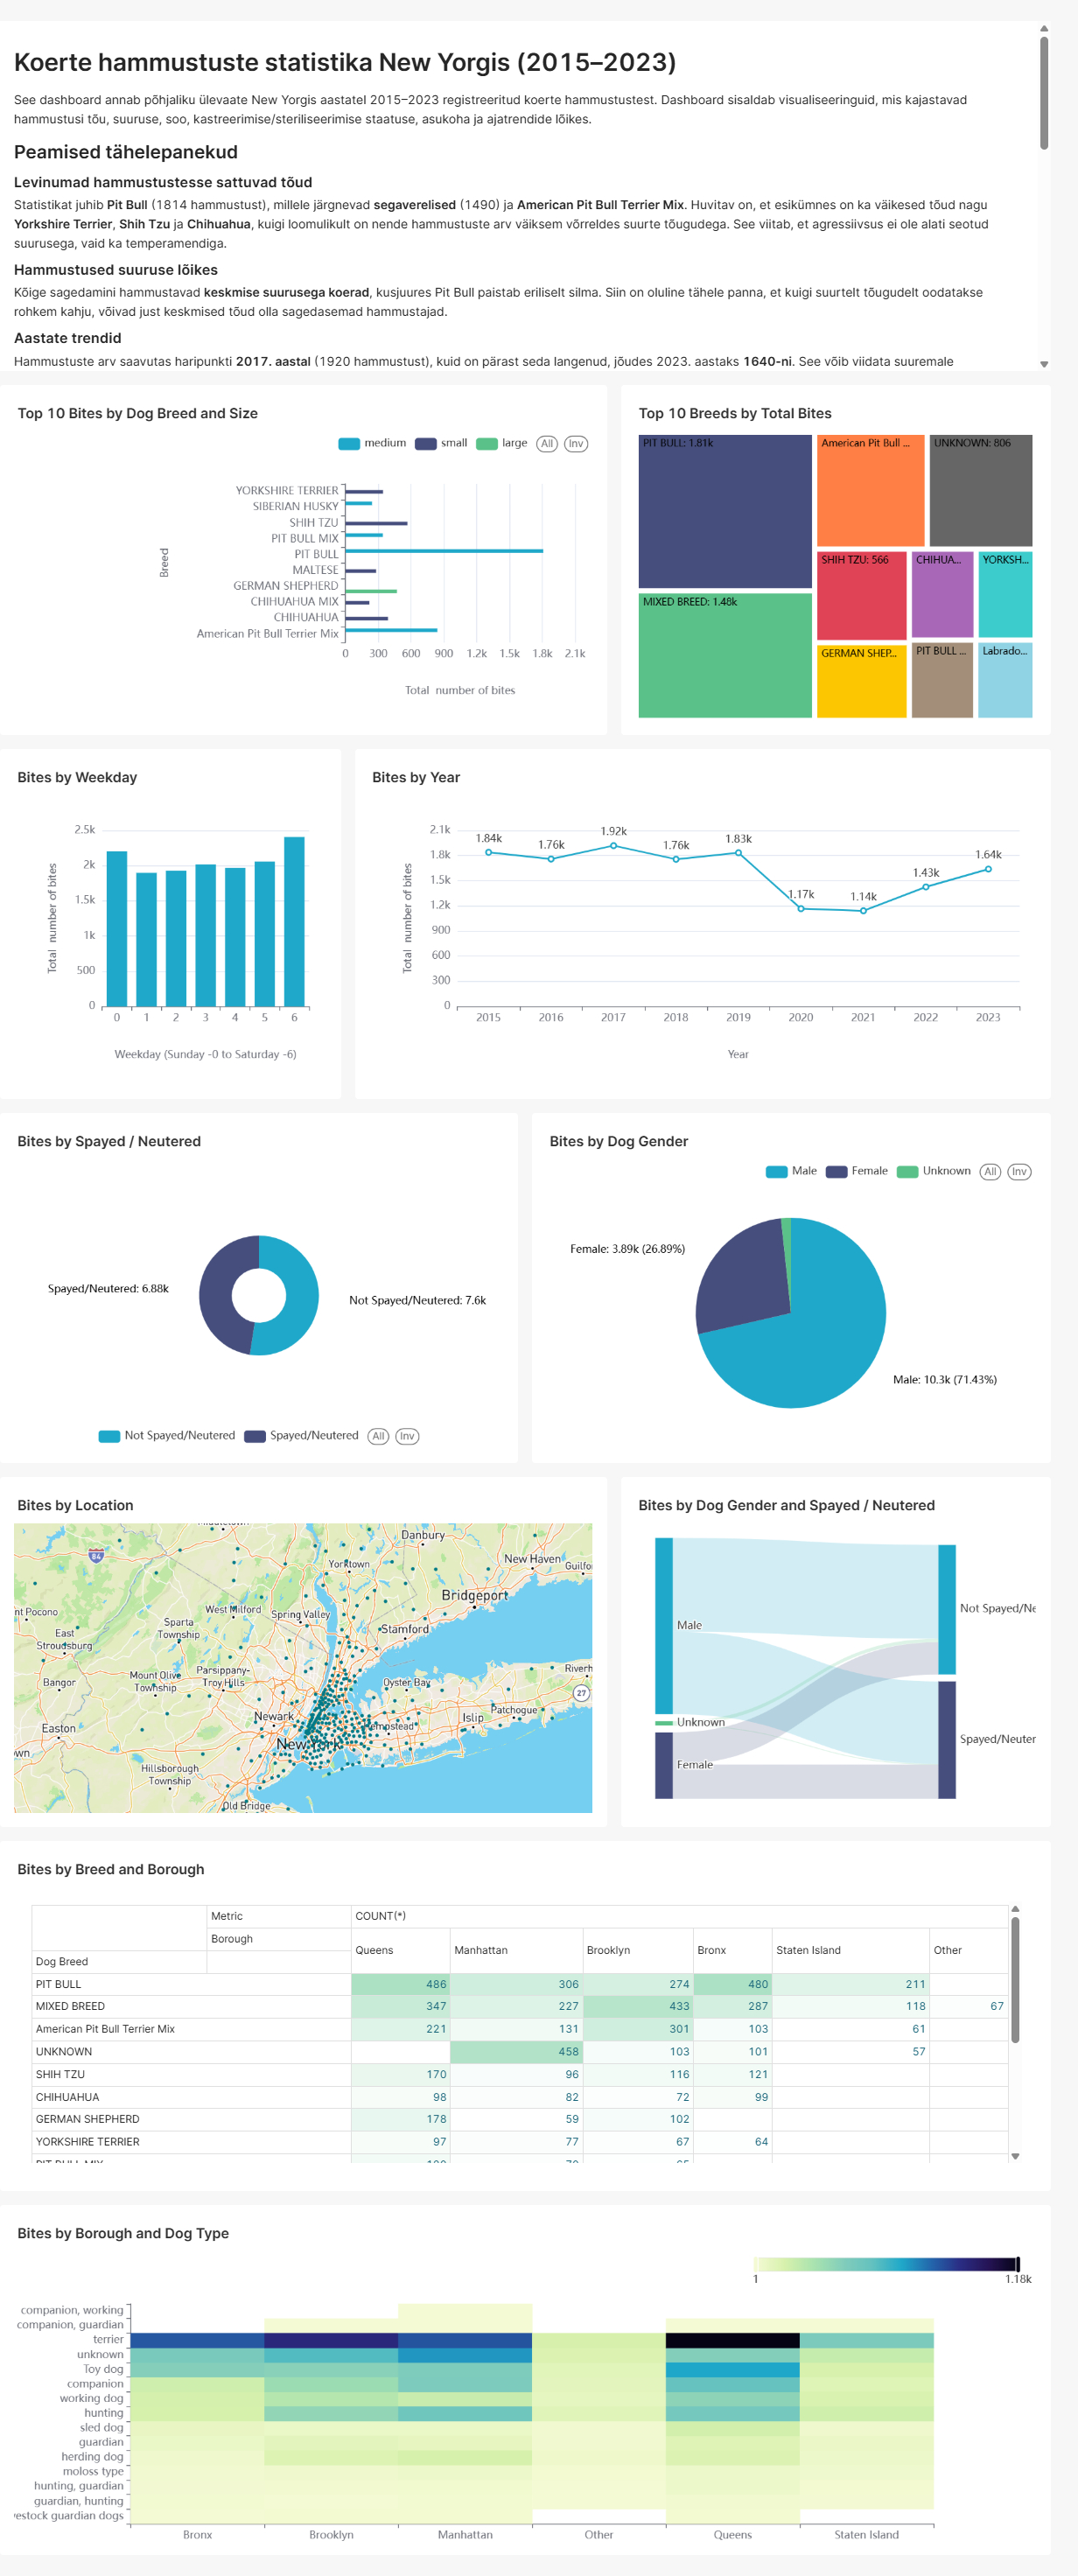 Koerte hammustuste statistika New Yorgis (2015–2023)
See dashboard annab põhjaliku ülevaate New Yorgis aastatel 2015–2023 registreeritud koerte hammustustest. Dashboard sisaldab visualiseeringuid, mis kajastavad
hammustusi tõu, suuruse, soo, kastreerimise/steriliseerimise staatuse, asukoha ja ajatrendide lõikes.
Peamised tähelepanekud
Levinumad hammustustesse sattuvad tõud
Statistikat juhib Pit Bull (1814 hammustust), millele järgnevad segaverelised (1490) ja American Pit Bull Terrier Mix. Huvitav on, et esikümnes on ka väikesed tõud nagu
Yorkshire Terrier, Shih Tzu ja Chihuahua, kuigi loomulikult on nende hammustuste arv väiksem võrreldes suurte tõugudega. See viitab, et agressiivsus ei ole alati seotud
suurusega, vaid ka temperamendiga.
Hammustused suuruse lõikes
Kõige sagedamini hammustavad keskmise suurusega koerad, kusjuures Pit Bull paistab eriliselt silma. Siin on oluline tähele panna, et kuigi suurtelt tõugudelt oodatakse
rohkem kahju, võivad just keskmised tõud olla sagedasemad hammustajad.
Aastate trendid
Hammustuste arv saavutas haripunkti 2017. aastal (1920 hammustust), kuid on pärast seda langenud, jõudes 2023. aastaks 1640-ni. See võib viidata suuremale
Top 10 Bites by Dog Breed and Size
medium small large All Inv
Breed
YORKSHIRE TERRIER
SIBERIAN HUSKY
SHIH TZU
PIT BULL MIX
PIT BULL
MALTESE
GERMAN SHEPHERD
CHIHUAHUA MIX
CHIHUAHUA
American Pit Bull Terrier Mix
0 300 600 900 1.2k 1.5k 1.8k 2.1k
Total number of bites
Top 10 Breeds by Total Bites
PIT BULL: 1.81k
American Pit Bull ...
UNKNOWN: 806
MIXED BREED: 1.48k
SHIH TZU: 566
CHIHUA...
YORKSH...
GERMAN SHEP...
PIT BULL ...
Labrado...
Bites by Weekday
Total number of bites
2.5k
2k
1.5k
1k
500
0
0 1 2 3 4 5 6
Weekday (Sunday -0 to Saturday -6)
Bites by Year
Total number of bites
2.1k
1.8k
1.5k
1.2k
900
600
300
0
1.84k 1.76k 1.92k 1.76k 1.83k 1.17k 1.14k 1.43k 1.64k
2015 2016 2017 2018 2019 2020 2021 2022 2023
Year
Bites by Spayed / Neutered
Spayed/Neutered: 6.88k
Not Spayed/Neutered: 7.6k
Not Spayed/Neutered Spayed/Neutered All Inv
Bites by Dog Gender
Male Female Unknown All Inv
Female: 3.89k (26.89%)
Male: 10.3k (71.43%)
Bites by Location
Danbury
84
Yorktown
New Haven
Guilfo
Bridgeport
nt Pocono
West Milford
Spring Valley
Sparta
Township
Stamford
East
Stroudsburg
Mount Olive
Township
Parsippany-
Troy Hills
Oyster Bay
Riverh
Bangor
27
Newark
Hempstead
Islip
Patchogue
Easton
New York
own
Hillsborough
Township
Old Bridge
Bites by Dog Gender and Spayed / Neutered
Male
Unknown
Female
Not Spayed/Ne
Spayed/Neuter
Bites by Breed and Borough
Metric COUNT(*)
Borough Queens Manhattan Brooklyn Bronx Staten Island Other
Dog Breed
PIT BULL 486 306 274 480 211
MIXED BREED 347 227 433 287 118 67
American Pit Bull Terrier Mix 221 131 301 103 61
UNKNOWN 458 103 101 57
SHIH TZU 170 96 116 121
CHIHUAHUA 98 82 72 99
GERMAN SHEPHERD 178 59 102
YORKSHIRE TERRIER 97 77 67 64
Bites by Borough and Dog Type
1 1.18k
companion, working
companion, guardian
terrier
unknown
Toy dog
companion
working dog
hunting
sled dog
guardian
herding dog
moloss type
hunting, guardian
guardian, hunting
estock guardian dogs
Bronx Brooklyn Manhattan Other Queens Staten Island